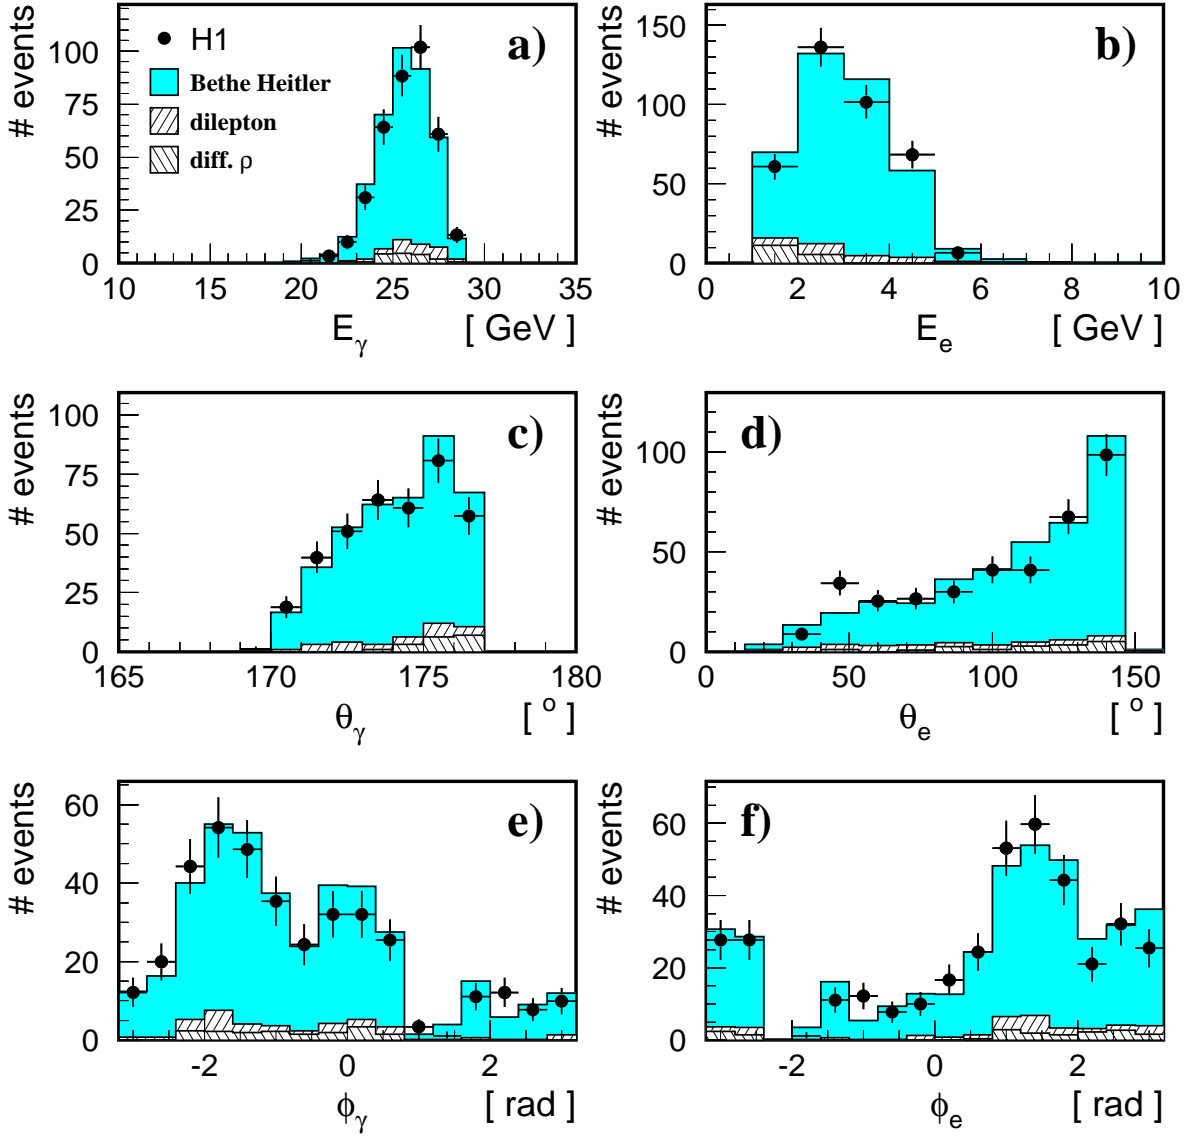 # events
100
75
50
25
0
H1
Bethe Heitler
dilepton
diff. ρ
a)
10 15 20 25 30 35
E_γ [ GeV ]
# events
150
100
50
0
b)
0 2 4 6 8 10
E_e [ GeV ]
# events
100
75
50
25
0
c)
165 170 175 180
θ_γ [ ° ]
# events
100
50
0
d)
0 50 100 150
θ_e [ ° ]
# events
60
40
20
0
e)
-2 0 2
ϕ_γ [ rad ]
# events
60
40
20
0
f)
-2 0 2
ϕ_e [ rad ]